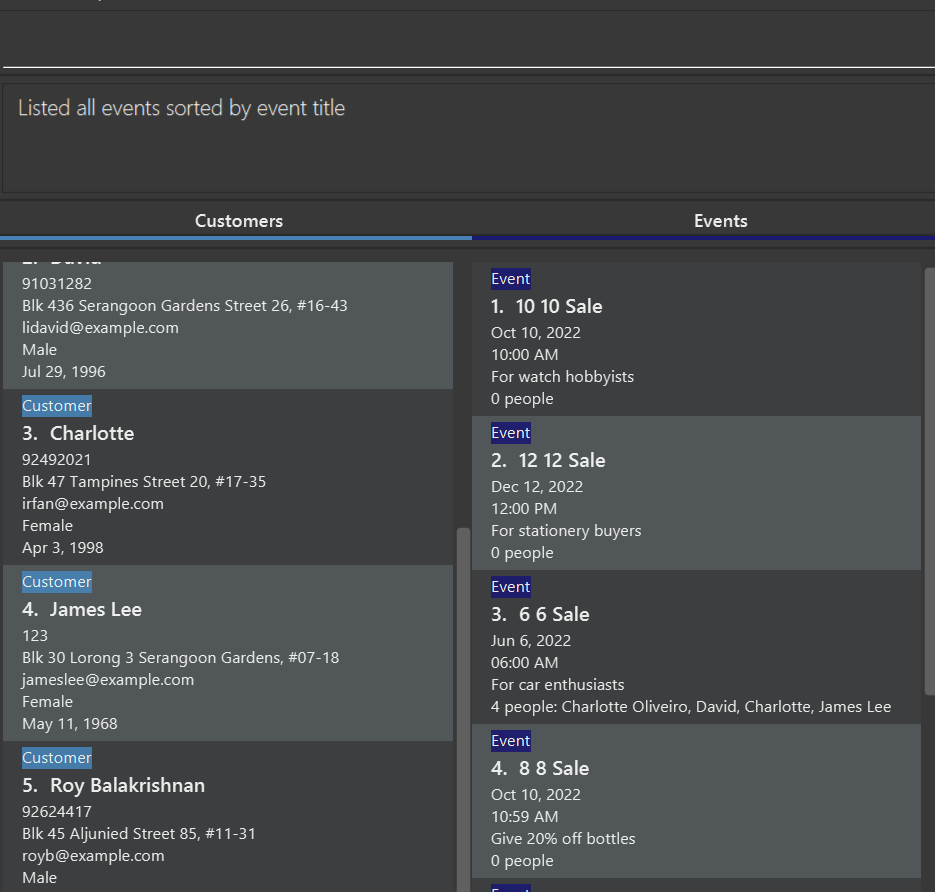 Listed all events sorted by event title
Customers
Events
2. David
91031282
Blk 436 Serangoon Gardens Street 26, #16-43
lidavid@example.com
Male
Jul 29, 1996
Customer
3. Charlotte
92492021
Blk 47 Tampines Street 20, #17-35
irfan@example.com
Female
Apr 3, 1998
Customer
4. James Lee
123
Blk 30 Lorong 3 Serangoon Gardens, #07-18
jameslee@example.com
Female
May 11, 1968
Customer
5. Roy Balakrishnan
92624417
Blk 45 Aljunied Street 85, #11-31
royb@example.com
Male
Event
1. 10 10 Sale
Oct 10, 2022
10:00 AM
For watch hobbyists
0 people
Event
2. 12 12 Sale
Dec 12, 2022
12:00 PM
For stationery buyers
0 people
Event
3. 6 6 Sale
Jun 6, 2022
06:00 AM
For car enthusiasts
4 people: Charlotte Oliveiro, David, Charlotte, James Lee
Event
4. 8 8 Sale
Oct 10, 2022
10:59 AM
Give 20% off bottles
0 people
Event